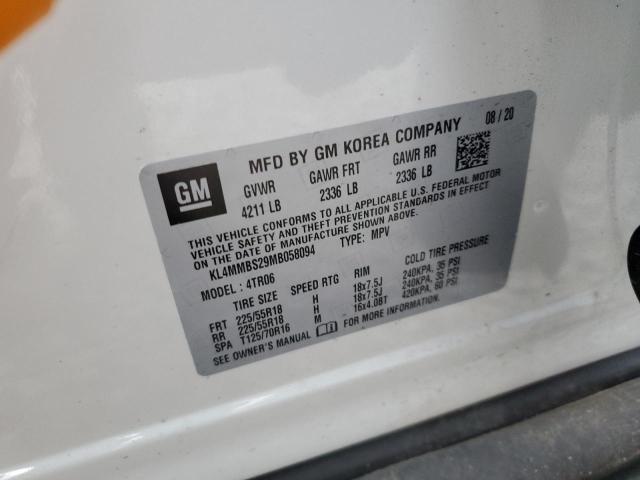 MFD BY GM KOREA COMPANY 08 / 20
GM
GVWR GAWR FRT GAWR RR
4211 LB 2336 LB 2336 LB
THIS VEHICLE CONFORMS TO ALL APPLICABLE U.S. FEDERAL MOTOR
VEHICLE SAFETY AND THEFT PREVENTION STANDARDS IN EFFECT
ON THE DATE OF MANUFACTURE SHOWN ABOVE.
KL4MMBS29MB058094 TYPE: MPV
MODEL: 4TR06
TIRE SIZE SPEED RTG RIM COLD TIRE PRESSURE
FRT 225/55R18 H 18x7.5J 240KPA, 35 PSI
RR 225/55R18 H 18x7.5J 240KPA, 35 PSI
SPA T125/70R16 M 16x4.0BT 420KPA, 60 PSI
SEE OWNER'S MANUAL FOR MORE INFORMATION.